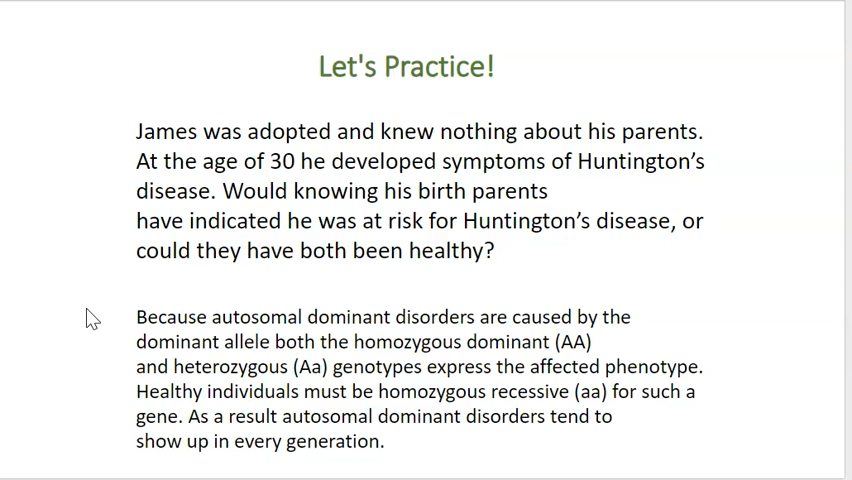 Let's Practice!
James was adopted and knew nothing about his parents.
At the age of 30 he developed symptoms of Huntington’s
disease. Would knowing his birth parents
have indicated he was at risk for Huntington’s disease, or
could they have both been healthy?
Because autosomal dominant disorders are caused by the
dominant allele both the homozygous dominant (AA)
and heterozygous (Aa) genotypes express the affected phenotype.
Healthy individuals must be homozygous recessive (aa) for such a
gene. As a result autosomal dominant disorders tend to
show up in every generation.